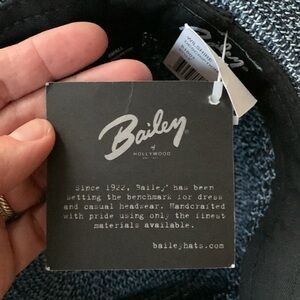 WILSHIRE
Bailey
of
HOLLYWOOD
Since 1922, Bailey® has been
setting the benchmark for dress
and casual headwear. Handcrafted
with pride using only the finest
materials available.
baileyhats.com